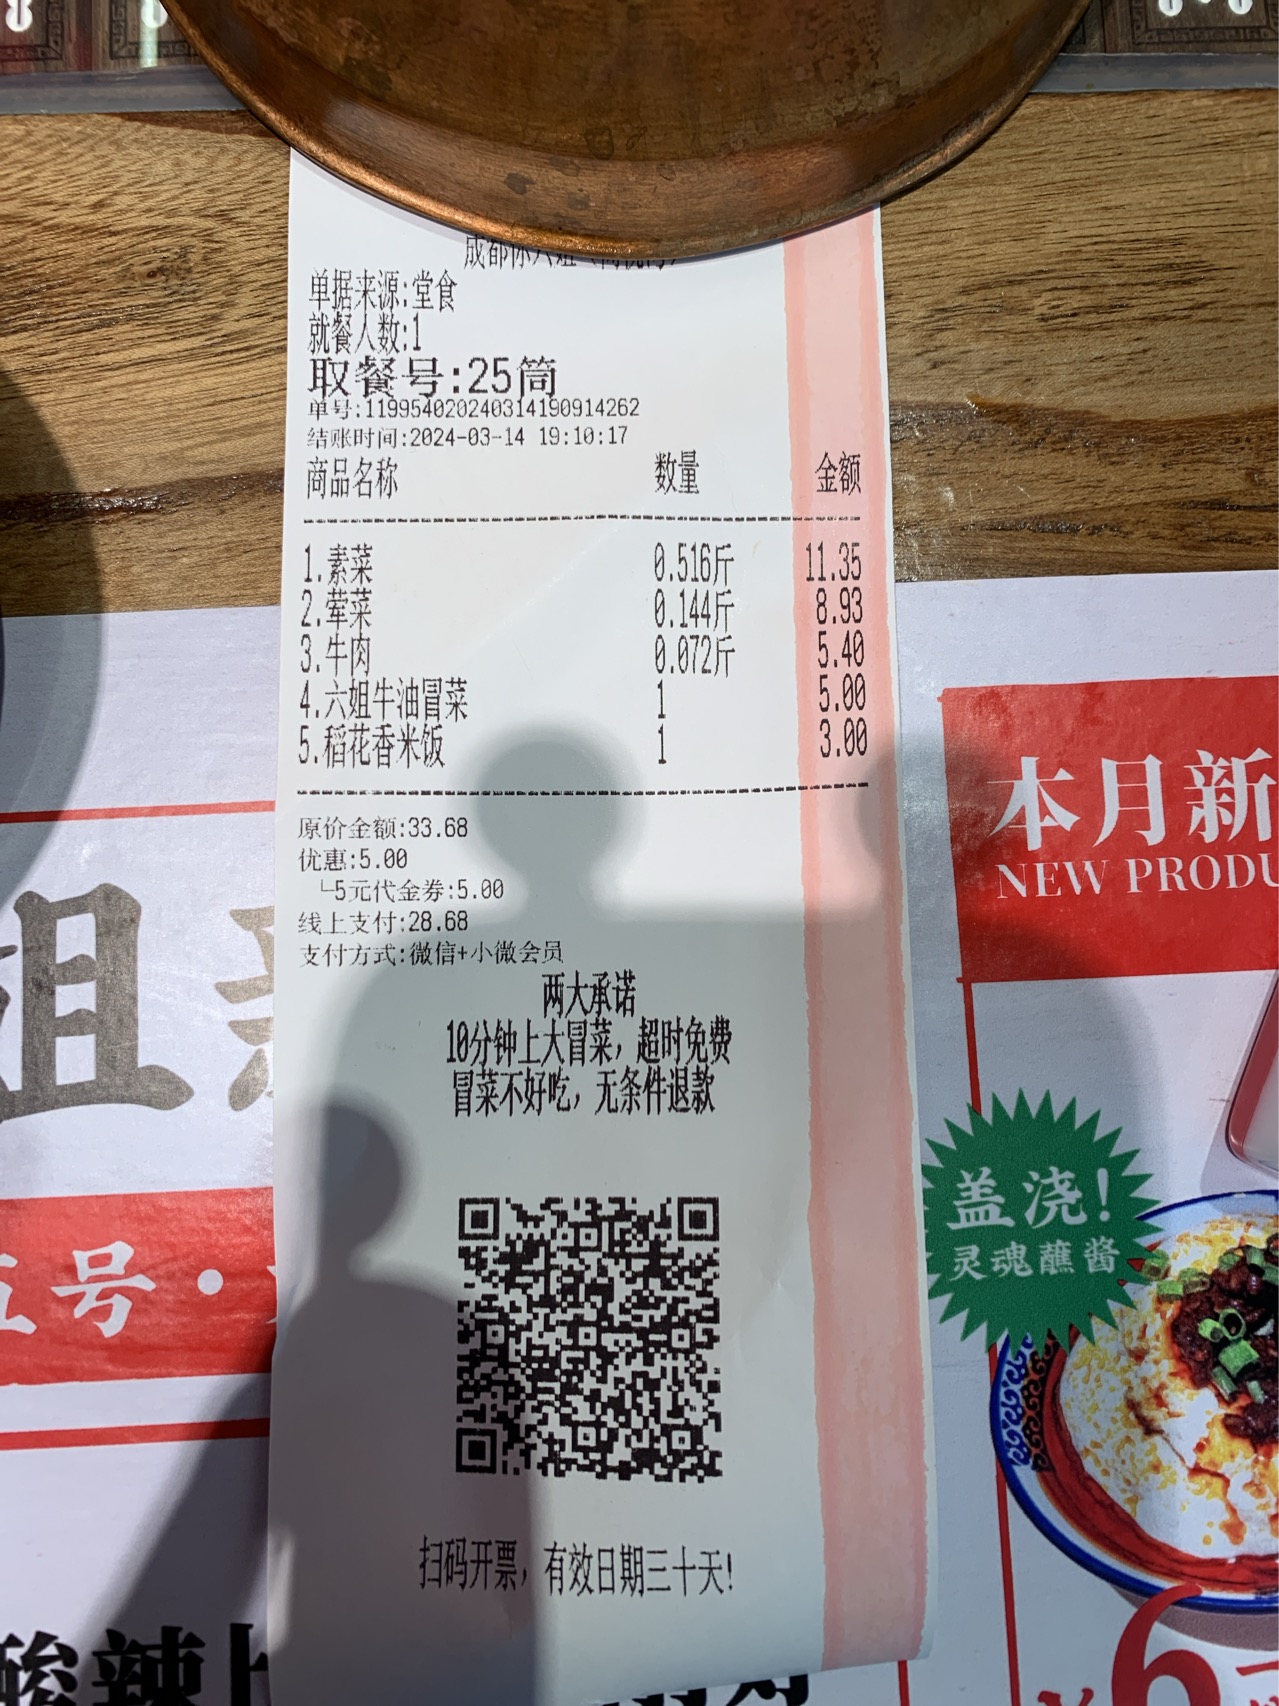 单据来源:堂食
就餐人数:1
取餐号:25筒
单号:119954020240314190914262
结账时间:2024-03-14 19:10:17
商品名称 数量 金额
1.素菜 0.516斤 11.35
2.荤菜 0.144斤 8.93
3.牛肉 0.072斤 5.40
4.六姐牛油冒菜 1 5.00
5.稻花香米饭 1 3.00
原价金额:33.68
优惠:5.00
└5元代金券:5.00
线上支付:28.68
支付方式:微信+小微会员
两大承诺
10分钟上大冒菜，超时免费
冒菜不好吃，无条件退款
扫码开票，有效日期三十天!
本月新
NEW PRODU
盖浇!
灵魂蘸酱
¥6
姐
五号·
酸辣上